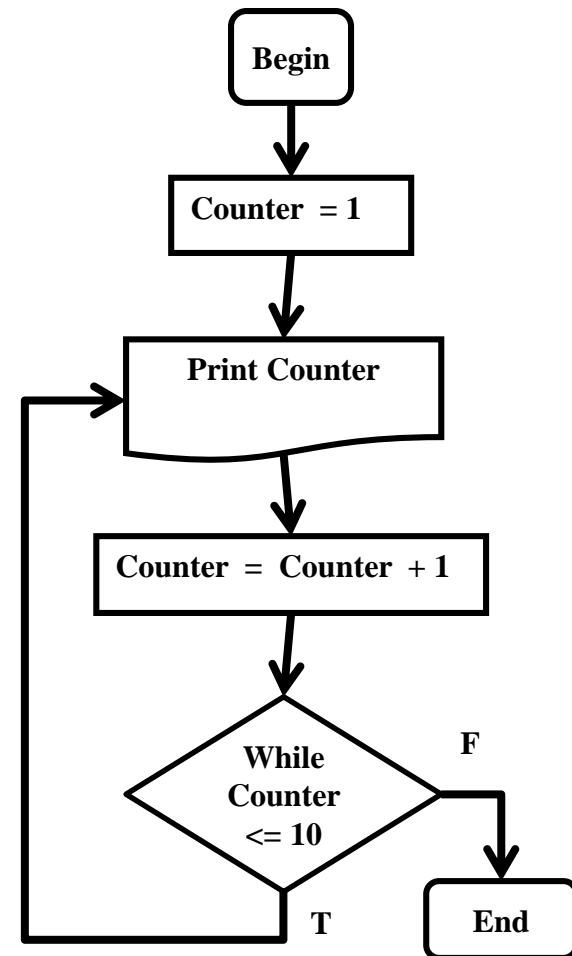 Begin
Counter = 1
Print Counter
Counter = Counter + 1
While
Counter
<= 10
F
T
End